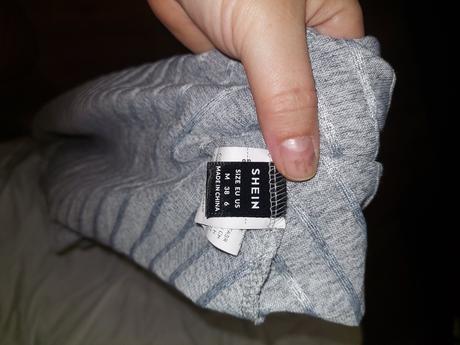 SHEIN
SIZE EU US
M 38 6
MADE IN CHINA